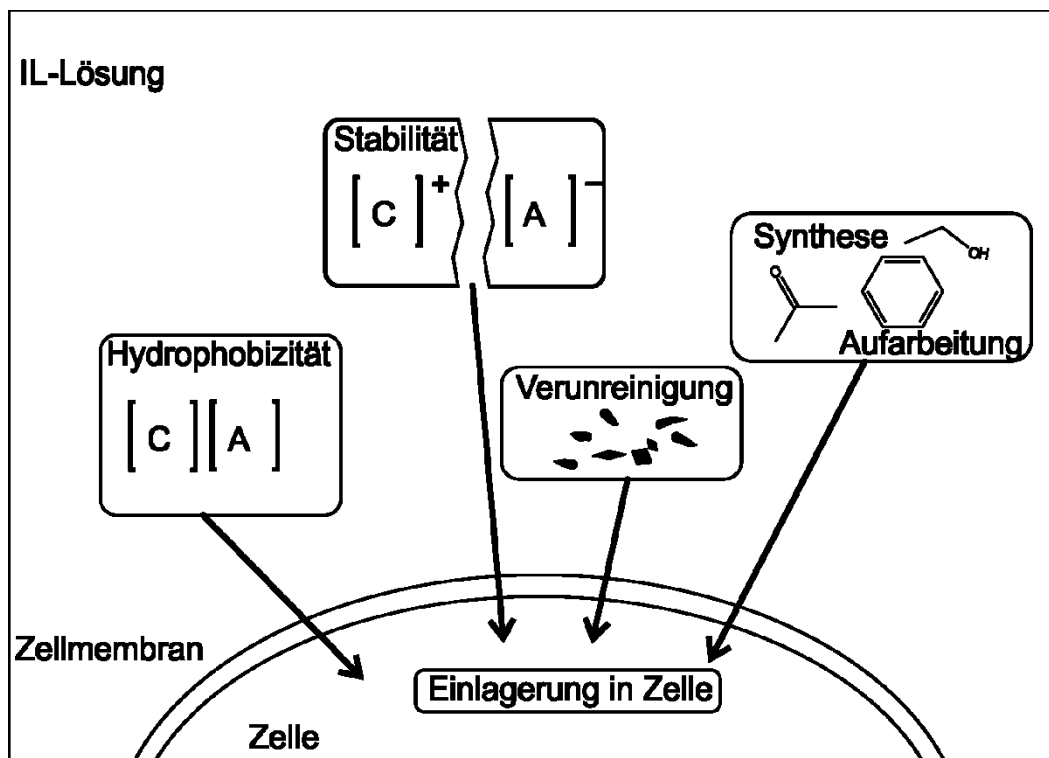 IL-Lösung
Stabilität
[C]⁺ [A]⁻
Synthese
OH
O
Aufarbeitung
Hydrophobizität
[C][A]
Verunreinigung
Zellmembran
Einlagerung in Zelle
Zelle